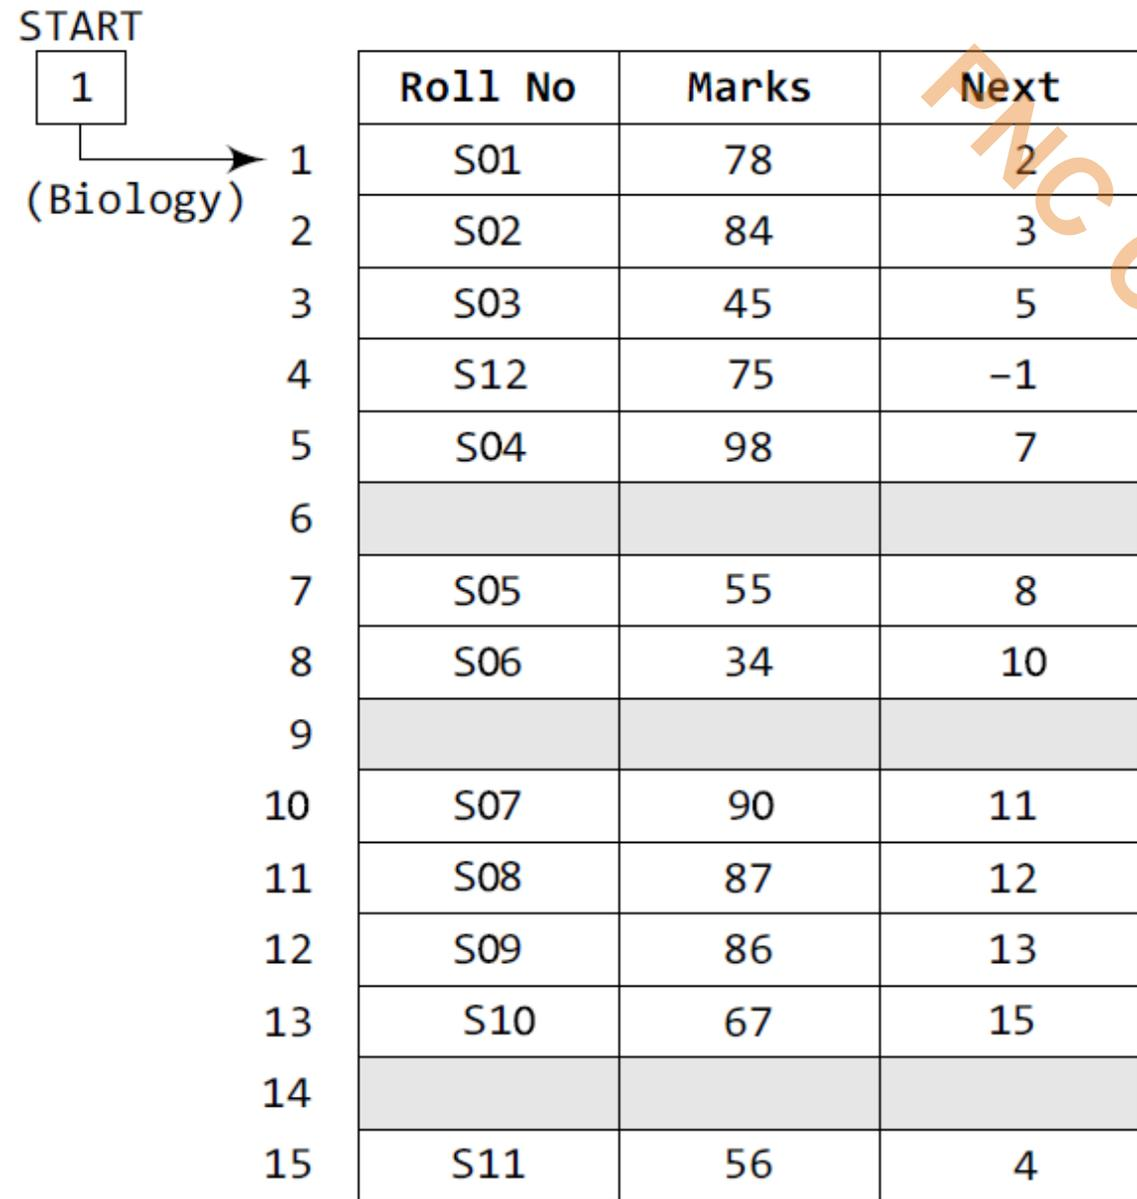 START
1
Roll No Marks Next
1 S01 78 2
(Biology)
2 S02 84 3
3 S03 45 5
4 S12 75 −1
5 S04 98 7
6
7 S05 55 8
8 S06 34 10
9
10 S07 90 11
11 S08 87 12
12 S09 86 13
13 S10 67 15
14
15 S11 56 4
PNC